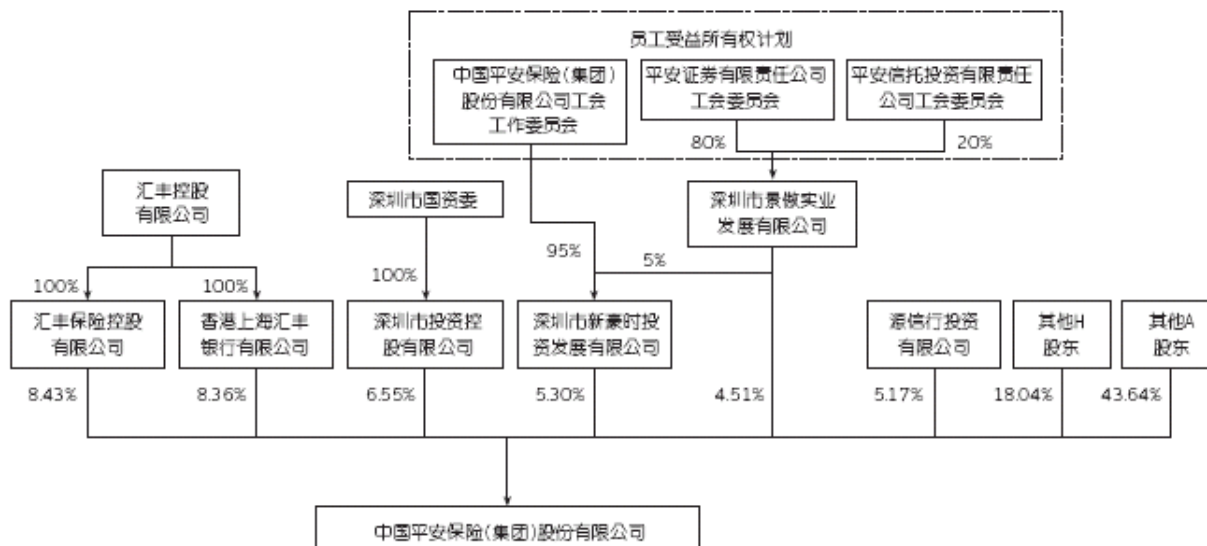 员工受益所有权计划
中国平安保险(集团)
股份有限公司工会
工作委员会
平安证券有限责任公司
工会委员会
平安信托投资有限责任
公司工会委员会
80%
20%
汇丰控股
有限公司
深圳市国资委
深圳市景傲实业
发展有限公司
95%
5%
100%
100%
100%
汇丰保险控股
有限公司
香港上海汇丰
银行有限公司
深圳市投资控
股有限公司
深圳市新豪时投
资发展有限公司
源信行投资
有限公司
其他H
股东
其他A
股东
8.43%
8.36%
6.55%
5.30%
4.51%
5.17%
18.04%
43.64%
中国平安保险(集团)股份有限公司